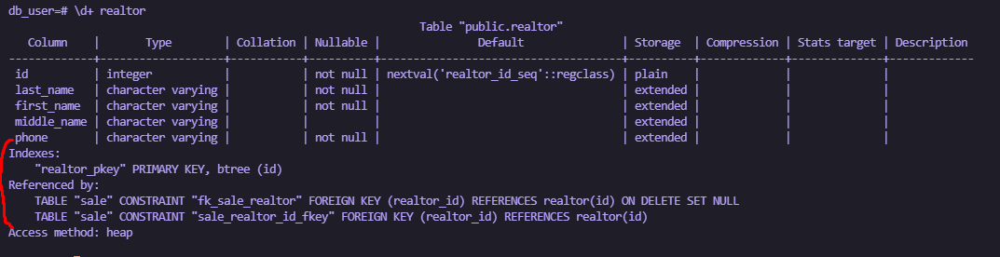 db_user=# \d+ realtor
Table "public.realtor"
Column | Type | Collation | Nullable | Default | Storage | Compression | Stats target | Description
-------------+-------------------+-----------+----------+-------------------------------------+----------+-------------+--------------+-------------
id | integer | | not null | nextval('realtor_id_seq'::regclass) | plain | | |
last_name | character varying | | not null | | extended | | |
first_name | character varying | | not null | | extended | | |
middle_name | character varying | | | | extended | | |
phone | character varying | | not null | | extended | | |
Indexes:
"realtor_pkey" PRIMARY KEY, btree (id)
Referenced by:
TABLE "sale" CONSTRAINT "fk_sale_realtor" FOREIGN KEY (realtor_id) REFERENCES realtor(id) ON DELETE SET NULL
TABLE "sale" CONSTRAINT "sale_realtor_id_fkey" FOREIGN KEY (realtor_id) REFERENCES realtor(id)
Access method: heap